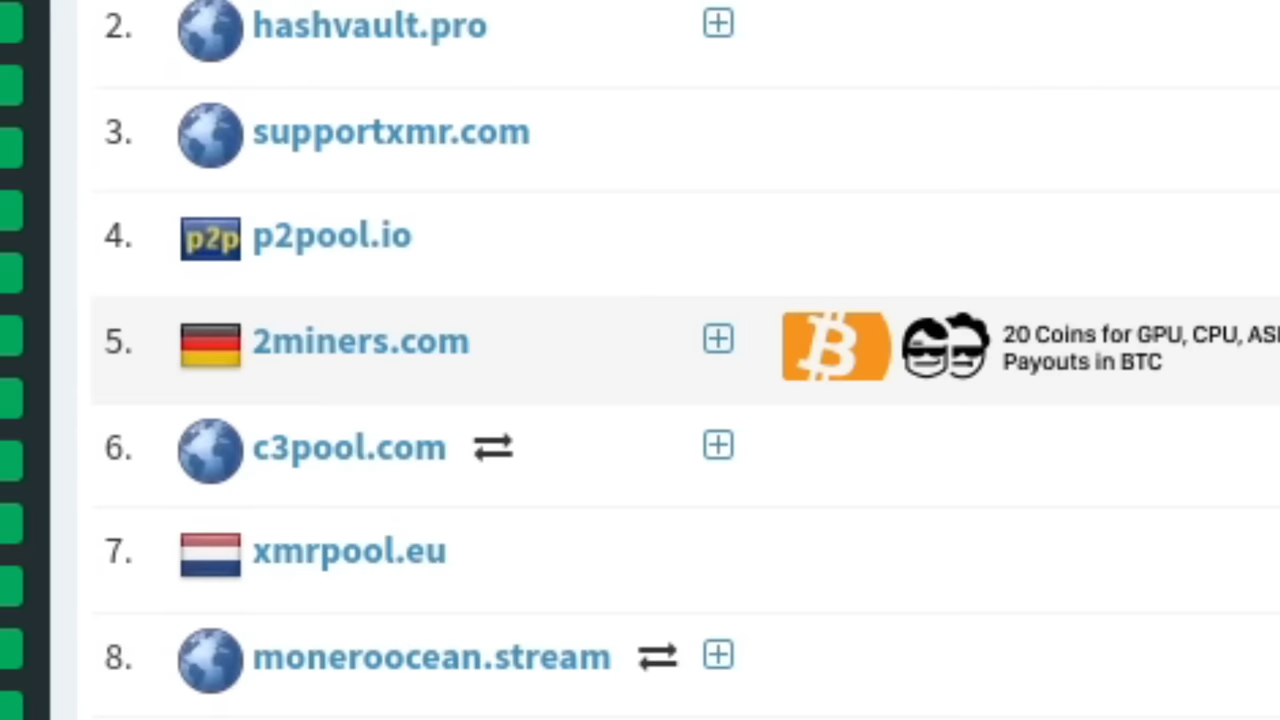 2. hashvault.pro
3. supportxmr.com
4. p2p p2pool.io
5. 2miners.com 20 Coins for GPU, CPU,
Payouts in BTC
6. c3pool.com
7. xmrpool.eu
8. moneroocean.stream